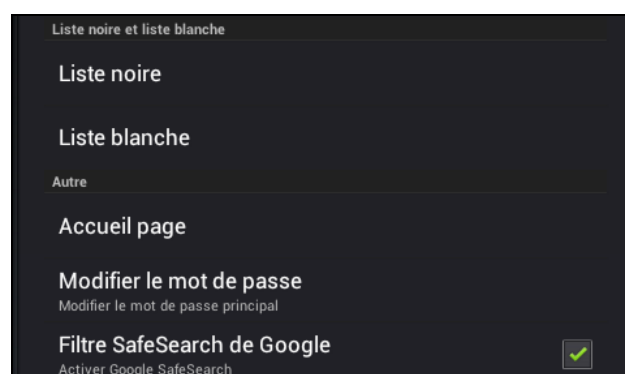 Liste noire et liste blanche
Liste noire
Liste blanche
Autre
Accueil page
Modifier le mot de passe
Modifier le mot de passe principal
Filtre SafeSearch de Google
Activer Google SafeSearch